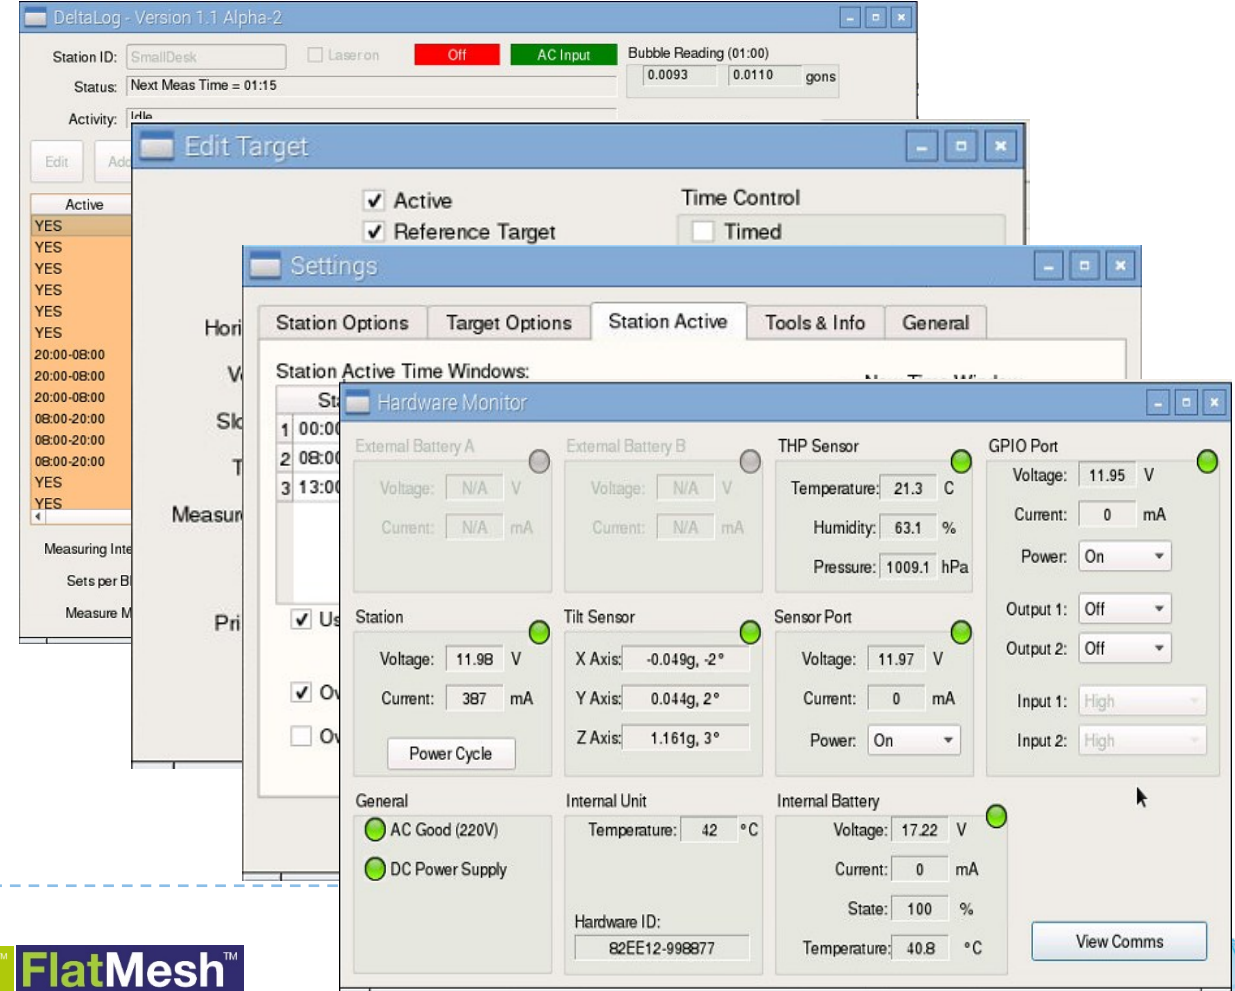 DeltaLog - Version 1.1 Alpha-2
Station ID: SmallDesk Laser on Off AC Input Bubble Reading (01:00)
0.0093 0.0110 gons
Status: Next Meas Time = 01:15
Activity: Idle
Edit
Active
YES
YES
YES
YES
YES
YES
20:00-08:00
20:00-08:00
20:00-08:00
08:00-20:00
08:00-20:00
08:00-20:00
YES
YES
Measuring
Sets per
Measure
Edit Target
Active
Reference Target
Time Control
Timed
Settings
Station Options Target Options Station Active Tools & Info General
Station Active Time Windows:
1 00:00
2 08:00
3 13:00
Hardware Monitor
External Battery A
Voltage: N/A V
Current: N/A mA
External Battery B
Voltage: N/A V
Current: N/A mA
THP Sensor
Temperature: 21.3 C
Humidity: 63.1 %
Pressure: 1009.1 hPa
GPIO Port
Voltage: 11.95 V
Current: 0 mA
Power: On
Output 1: Off
Output 2: Off
Input 1: High
Input 2: High
Station
Voltage: 11.98 V
Current: 387 mA
Power Cycle
Tilt Sensor
X Axis: -0.049g, -2°
Y Axis: 0.044g, 2°
Z Axis: 1.161g, 3°
Sensor Port
Voltage: 11.97 V
Current: 0 mA
Power: On
General
AC Good (220V)
DC Power Supply
Internal Unit
Temperature: 42 °C
Hardware ID:
82EE12-998877
Internal Battery
Voltage: 17.22 V
Current: 0 mA
State: 100 %
Temperature: 40.8 °C
View Comms
FlatMesh™